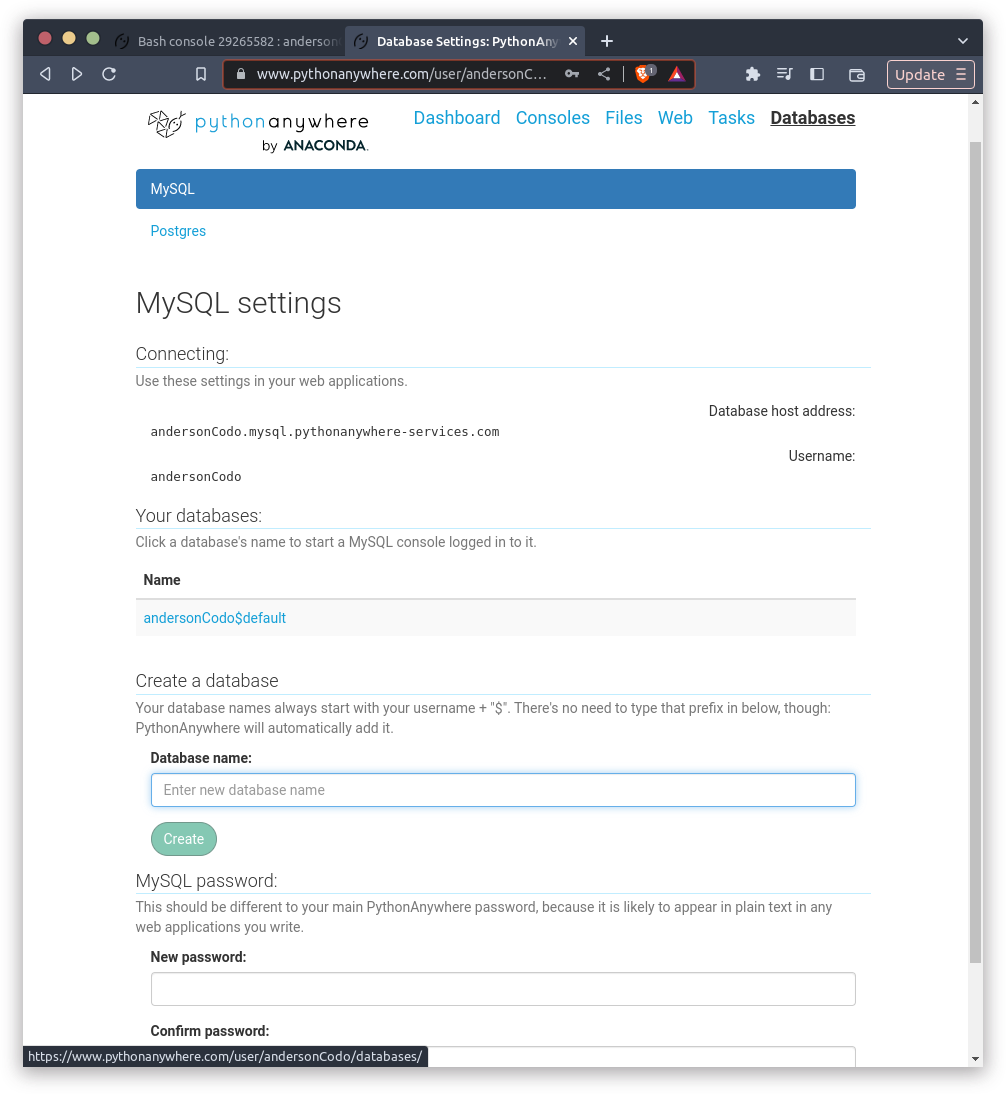 Bash console 29265582 : anderson
Database Settings: PythonAny
www.pythonanywhere.com/user/andersonC...
1
Update
pythonanywhere
by ANACONDA.
Dashboard Consoles Files Web Tasks Databases
MySQL
Postgres
MySQL settings
Connecting:
Use these settings in your web applications.
Database host address:
andersonCodo.mysql.pythonanywhere-services.com
Username:
andersonCodo
Your databases:
Click a database's name to start a MySQL console logged in to it.
Name
andersonCodo$default
Create a database
Your database names always start with your username + "$". There's no need to type that prefix in below, though:
PythonAnywhere will automatically add it.
Database name:
Enter new database name
Create
MySQL password:
This should be different to your main PythonAnywhere password, because it is likely to appear in plain text in any
web applications you write.
New password:
Confirm password:
https://www.pythonanywhere.com/user/andersonCodo/databases/